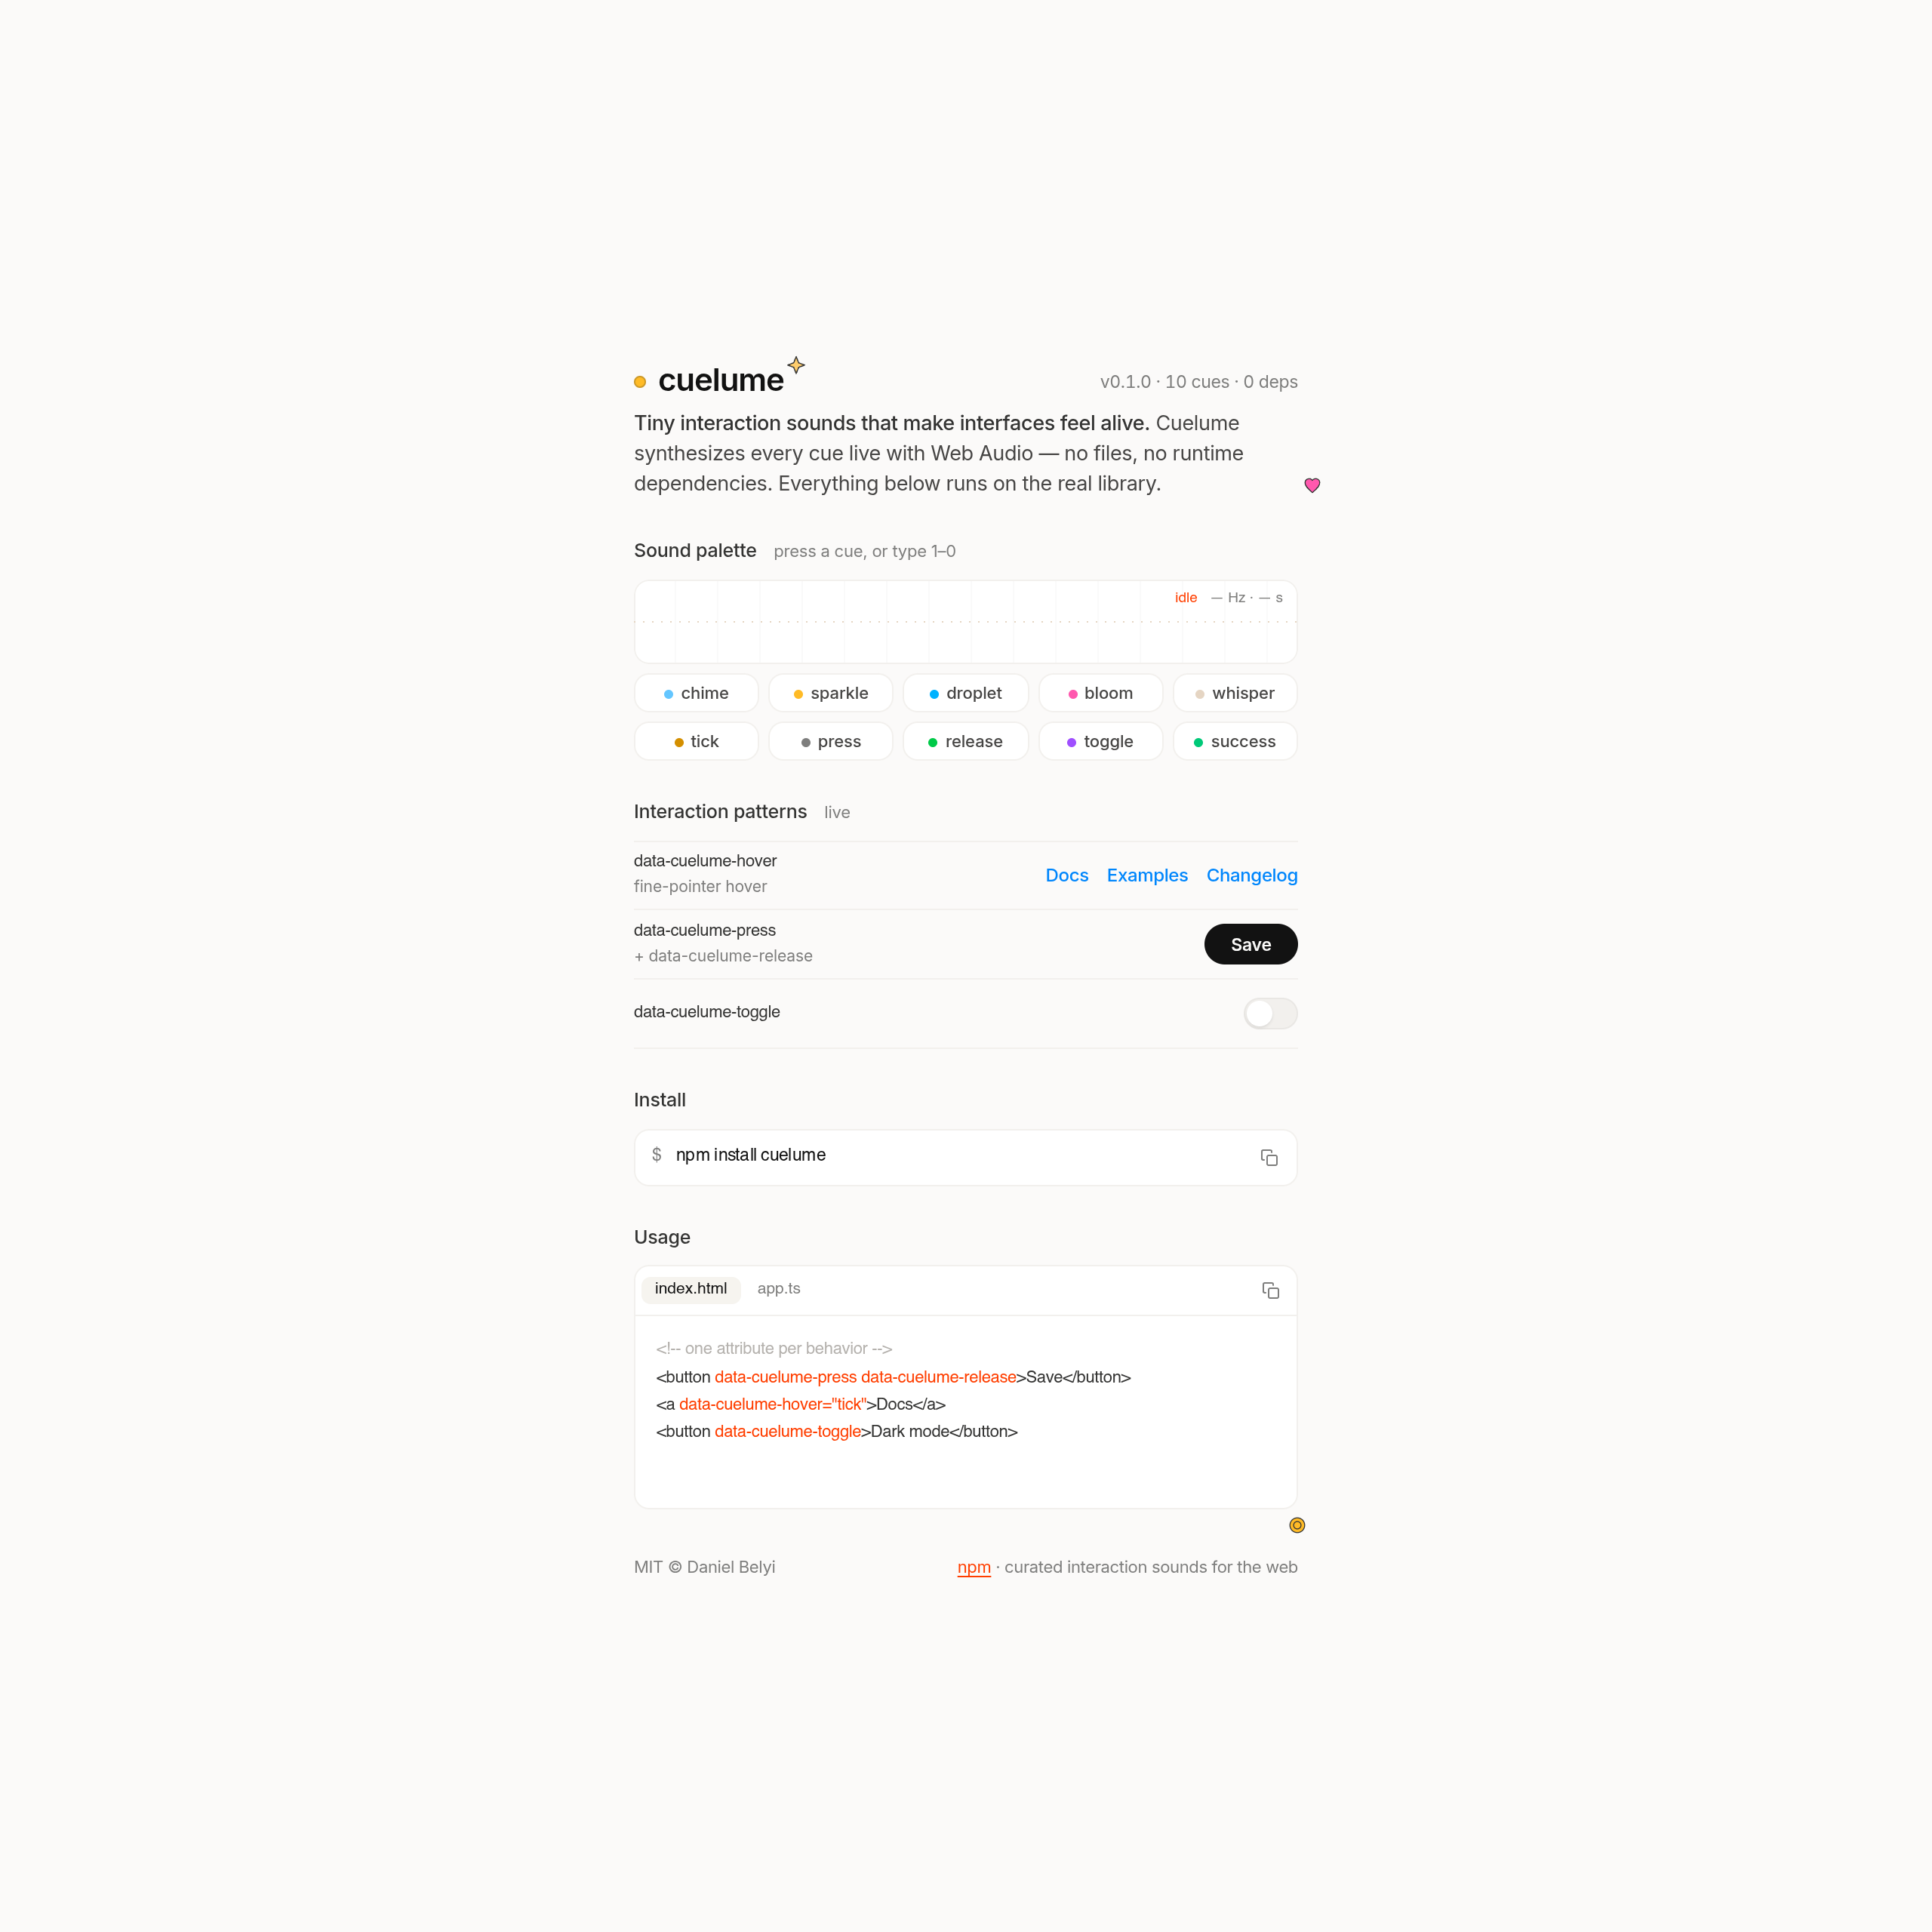 cuelume
v0.1.0 · 10 cues · 0 deps
Tiny interaction sounds that make interfaces feel alive. Cuelume
synthesizes every cue live with Web Audio — no files, no runtime
dependencies. Everything below runs on the real library.
Sound palette press a cue, or type 1–0
idle — Hz · — s
chime sparkle droplet bloom whisper
tick press release toggle success
Interaction patterns live
data-cuelume-hover
fine-pointer hover
Docs Examples Changelog
data-cuelume-press
+ data-cuelume-release
Save
data-cuelume-toggle
Install
$ npm install cuelume
Usage
index.html app.ts
<!-- one attribute per behavior -->
<button data-cuelume-press data-cuelume-release>Save</button>
<a data-cuelume-hover="tick">Docs</a>
<button data-cuelume-toggle>Dark mode</button>
MIT © Daniel Belyi
npm · curated interaction sounds for the web